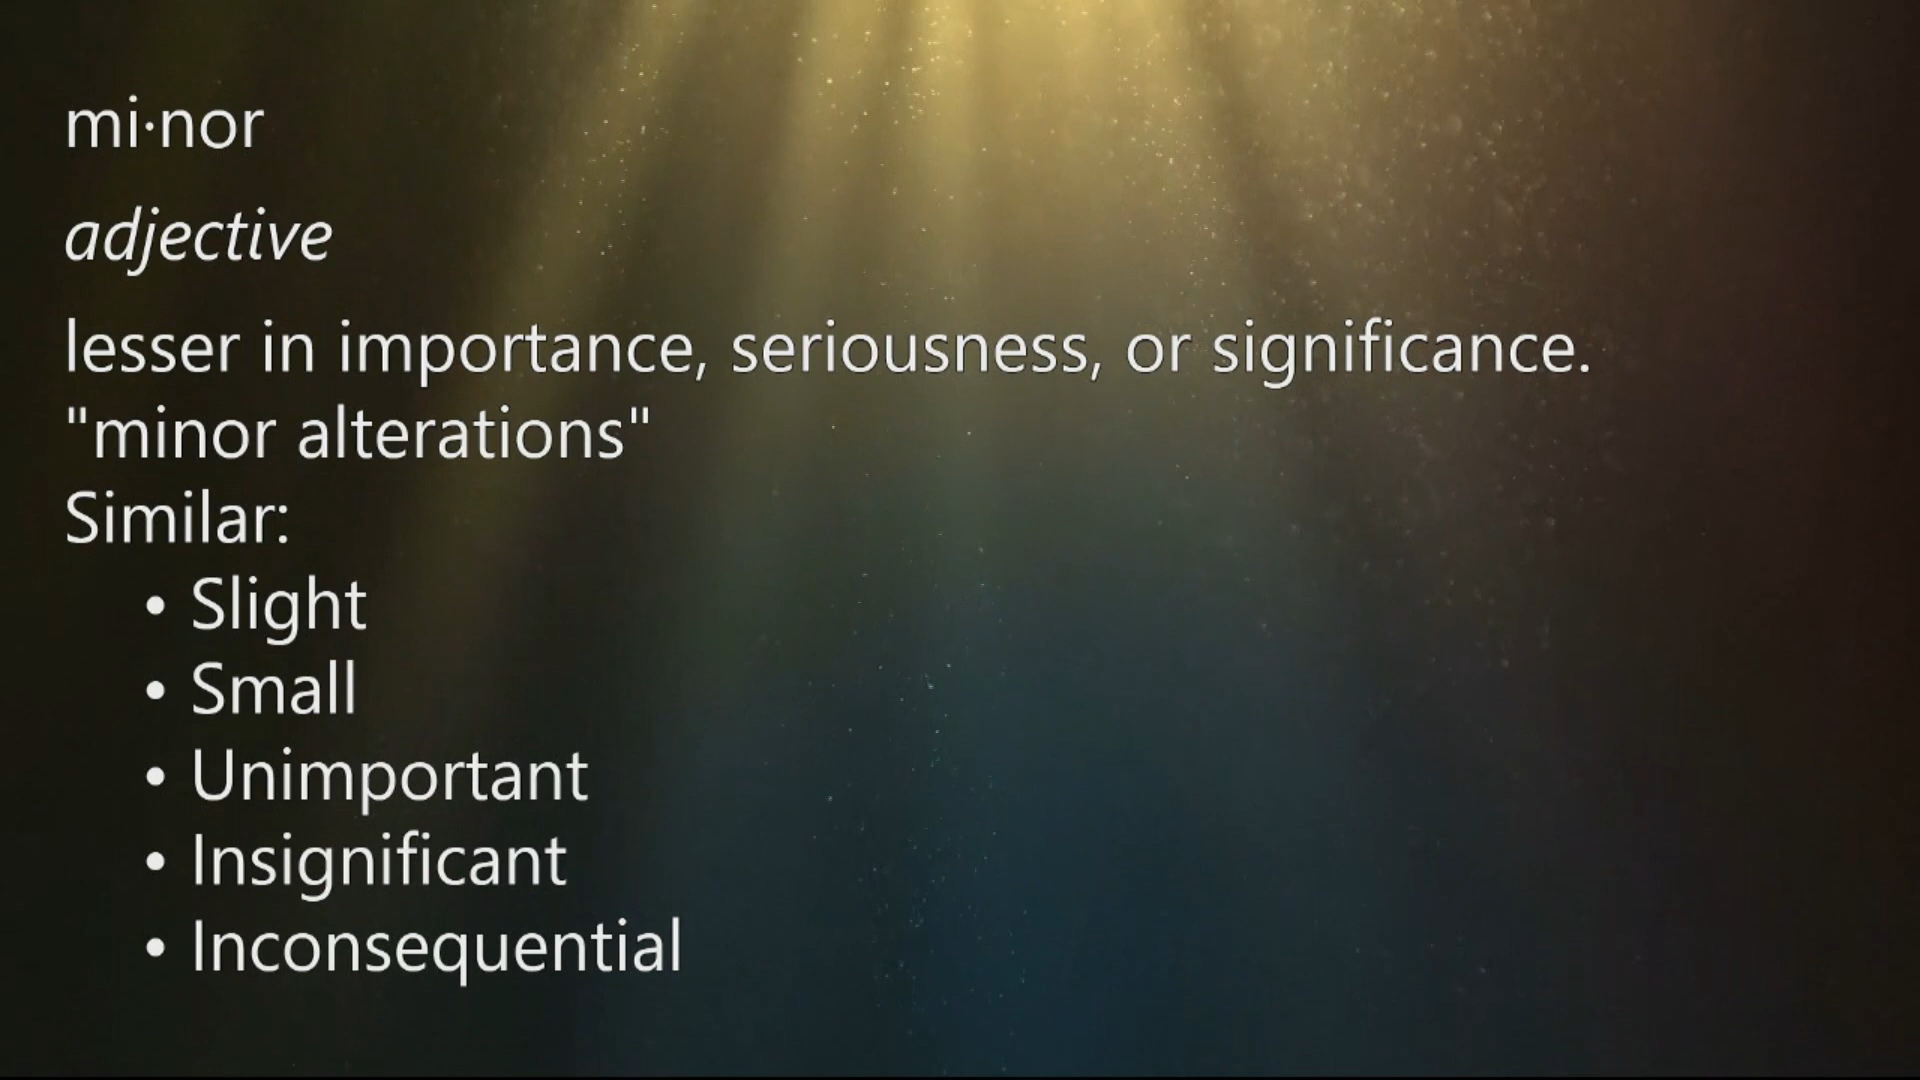 mi·nor
adjective
lesser in importance, seriousness, or significance.
"minor alterations"
Similar:
• Slight
• Small
• Unimportant
• Insignificant
• Inconsequential